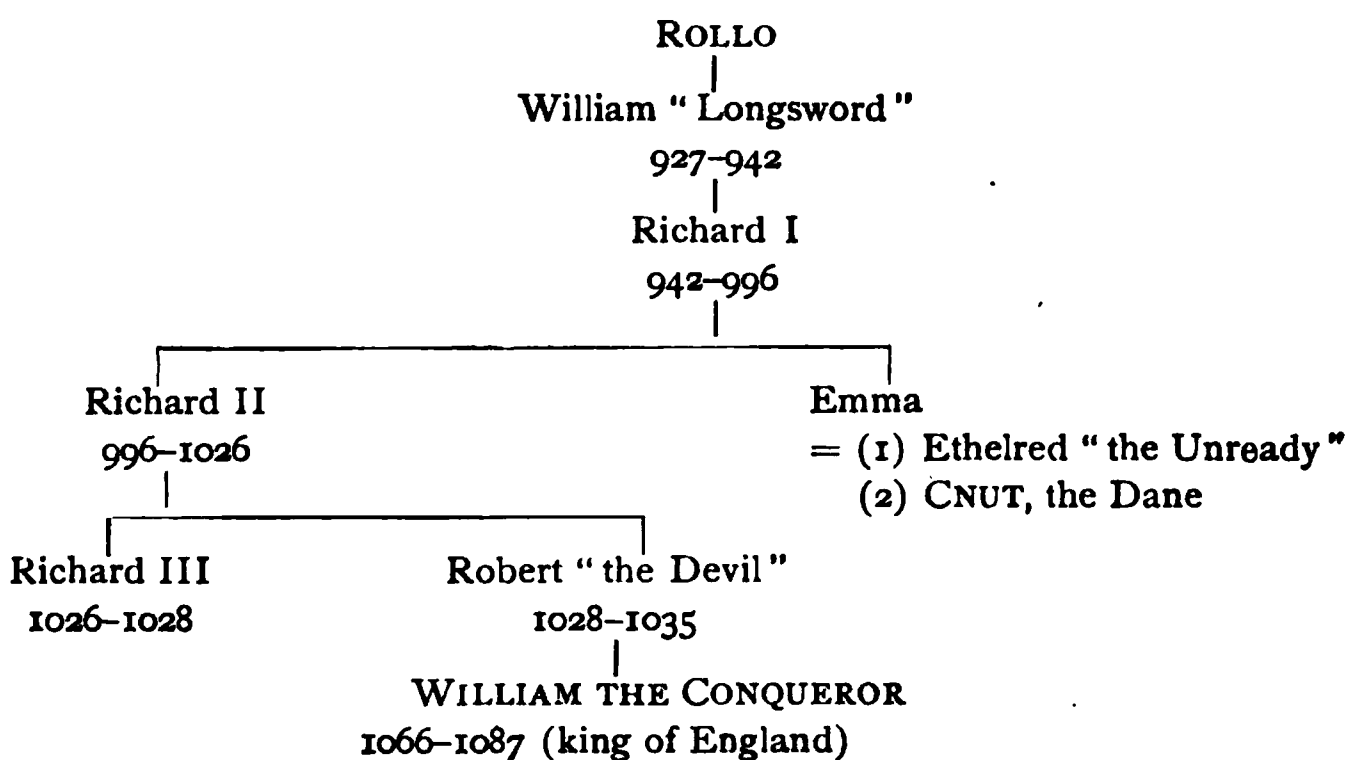 ROLLO
William "Longsword"
927–942
Richard I
942–996
Richard II
996–1026
Emma
= (1) Ethelred "the Unready"
(2) CNUT, the Dane
Richard III
1026–1028
Robert "the Devil"
1028–1035
WILLIAM THE CONQUEROR
1066–1087 (king of England)